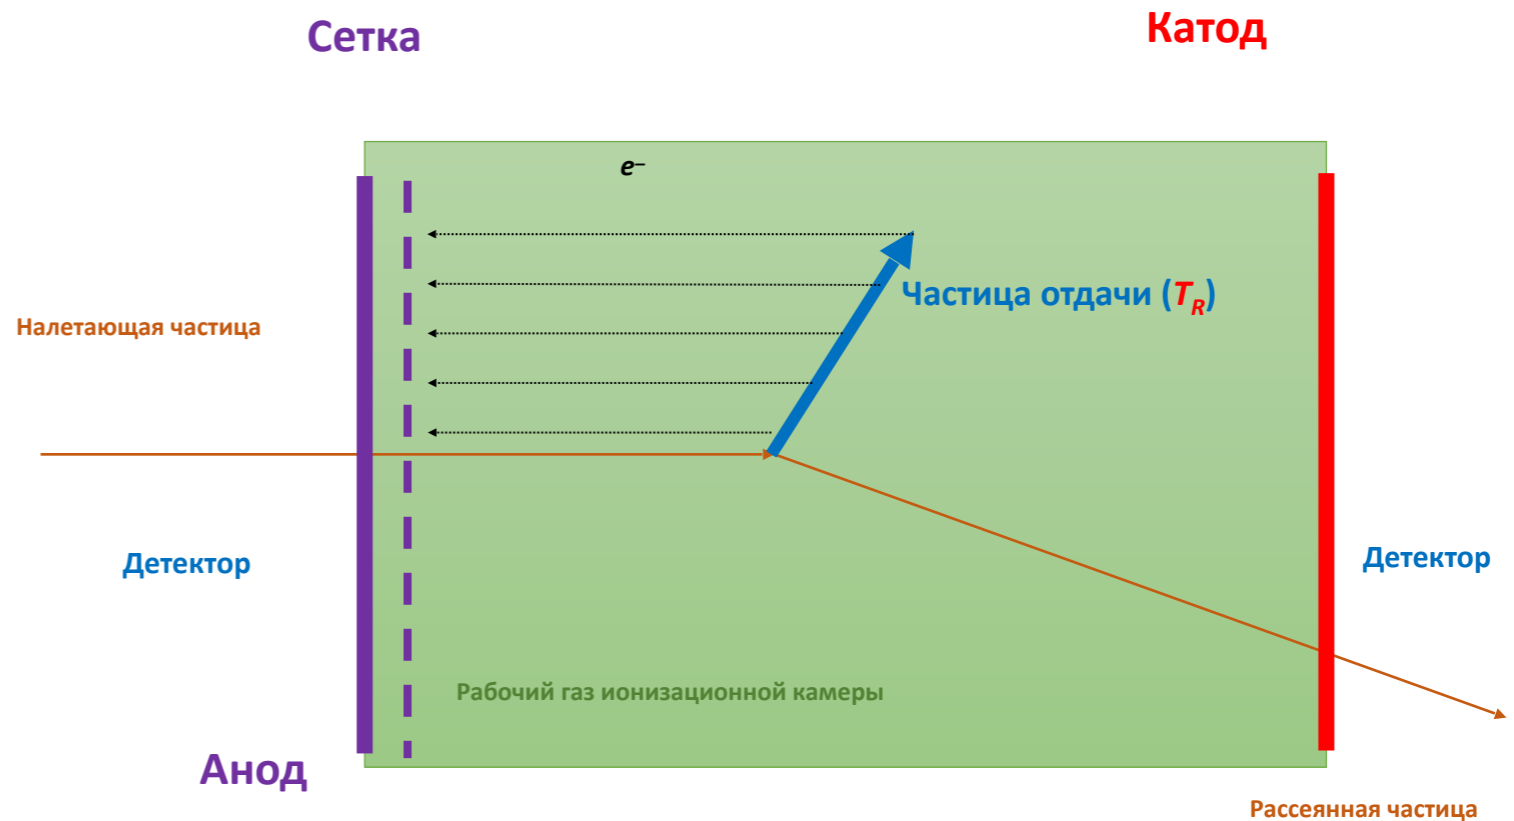 Сетка
Катод
e–
Частица отдачи (TR)
Налетающая частица
Детектор
Детектор
Рабочий газ ионизационной камеры
Анод
Рассеянная частица